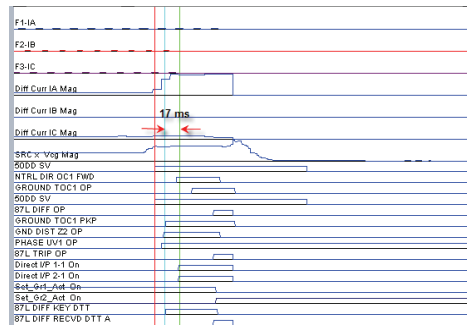 F1-IA
F2-IB
F3-IC
Diff Curr IA Mag
Diff Curr IB Mag
17 ms
Diff Curr IC Mag
SRC x Vcg Mag
50DD SV
NTRL DIR OC1 FWD
GROUND TOC1 OP
50DD SV
87L DIFF OP
GROUND TOC1 PKP
GND DIST Z2 OP
PHASE UV1 OP
87L TRIP OP
Direct I/P 1-1 On
Direct I/P 2-1 On
Set_Gr1_Act On
Set_Gr2_Act On
87L DIFF KEY DTT
87L DIFF RECVD DTT A